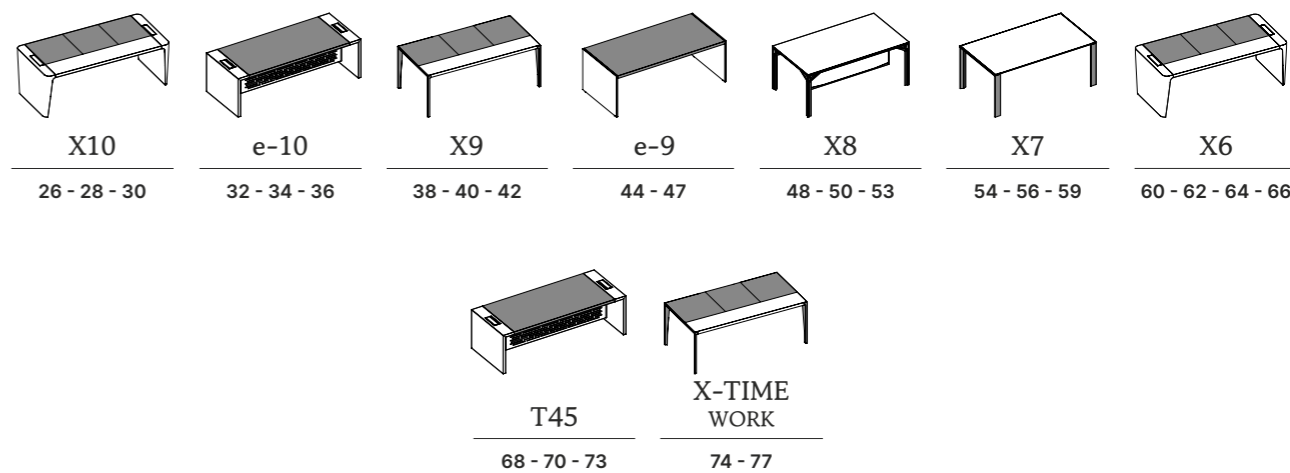 X10 e-10 X9 e-9 X8 X7 X6
26 - 28 - 30 32 - 34 - 36 38 - 40 - 42 44 - 47 48 - 50 - 53 54 - 56 - 59 60 - 62 - 64 - 66
T45 X-TIME
WORK
68 - 70 - 73 74 - 77